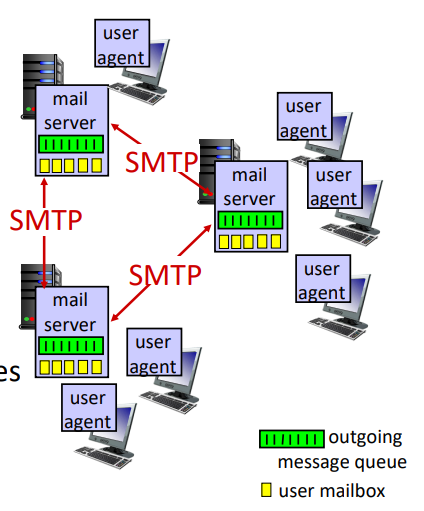 user
agent
mail
server
SMTP
user
agent
mail
server
user
agent
SMTP
SMTP
user
agent
mail
server
user
agent
es
user
agent
outgoing
message queue
user mailbox